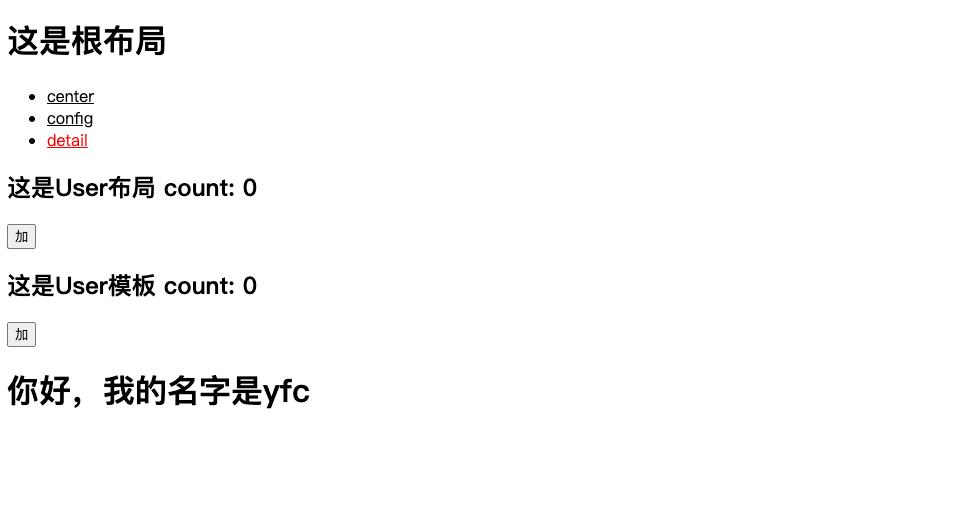 这是根布局
center
config
detail
这是User布局 count: 0
加
这是User模板 count: 0
加
你好，我的名字是yfc